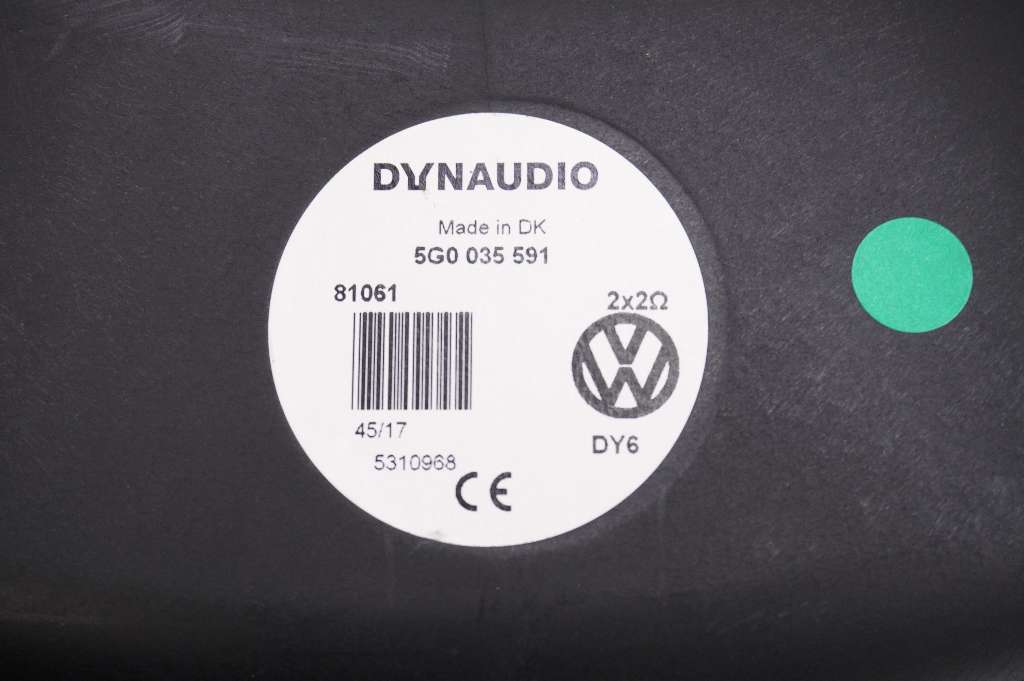 DYNAUDIO
Made in DK
5G0 035 591
81061
2x2Ω
45/17
DY6
5310968
CE